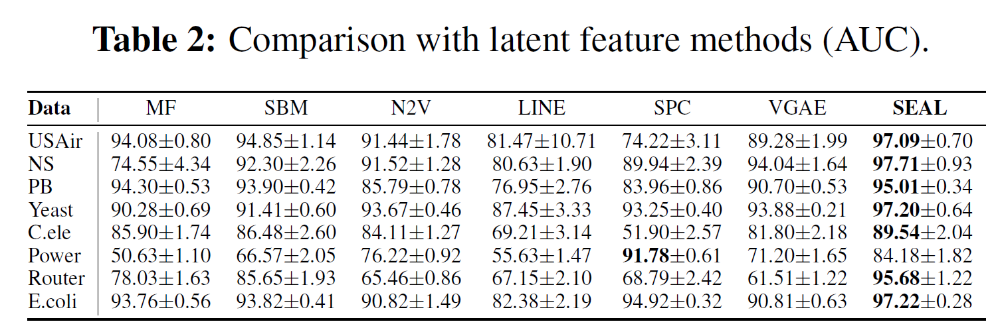 Table 2: Comparison with latent feature methods (AUC).
Data MF SBM N2V LINE SPC VGAE SEAL
USAir 94.08±0.80 94.85±1.14 91.44±1.78 81.47±10.71 74.22±3.11 89.28±1.99 97.09±0.70
NS 74.55±4.34 92.30±2.26 91.52±1.28 80.63±1.90 89.94±2.39 94.04±1.64 97.71±0.93
PB 94.30±0.53 93.90±0.42 85.79±0.78 76.95±2.76 83.96±0.86 90.70±0.53 95.01±0.34
Yeast 90.28±0.69 91.41±0.60 93.67±0.46 87.45±3.33 93.25±0.40 93.88±0.21 97.20±0.64
C.ele 85.90±1.74 86.48±2.60 84.11±1.27 69.21±3.14 51.90±2.57 81.80±2.18 89.54±2.04
Power 50.63±1.10 66.57±2.05 76.22±0.92 55.63±1.47 91.78±0.61 71.20±1.65 84.18±1.82
Router 78.03±1.63 85.65±1.93 65.46±0.86 67.15±2.10 68.79±2.42 61.51±1.22 95.68±1.22
E.coli 93.76±0.56 93.82±0.41 90.82±1.49 82.38±2.19 94.92±0.32 90.81±0.63 97.22±0.28